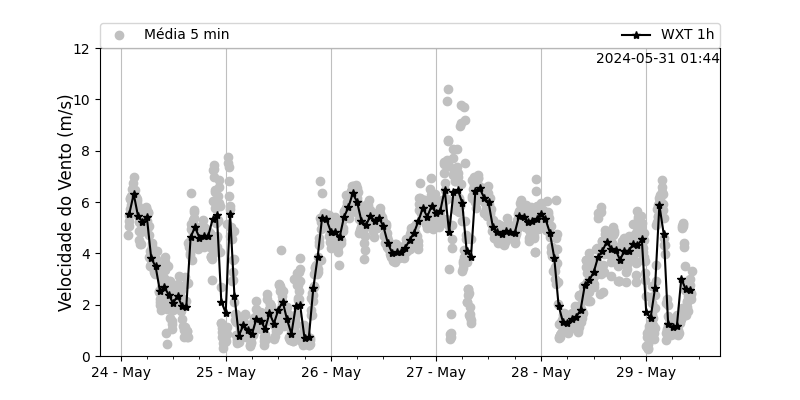 Média 5 min
WXT 1h
2024-05-31 01:44
Velocidade do Vento (m/s)
12
10
8
6
4
2
0
24 - May
25 - May
26 - May
27 - May
28 - May
29 - May